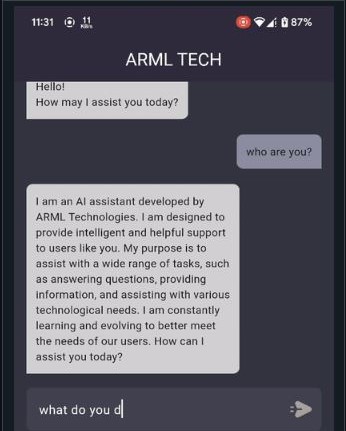 11:31 11 KB/s 87%
ARML TECH
Hello!
How may I assist you today?
who are you?
I am an AI assistant developed by
ARML Technologies. I am designed to
provide intelligent and helpful support
to users like you. My purpose is to
assist with a wide range of tasks, such
as answering questions, providing
information, and assisting with various
technological needs. I am constantly
learning and evolving to better meet
the needs of our users. How can I
assist you today?
what do you d